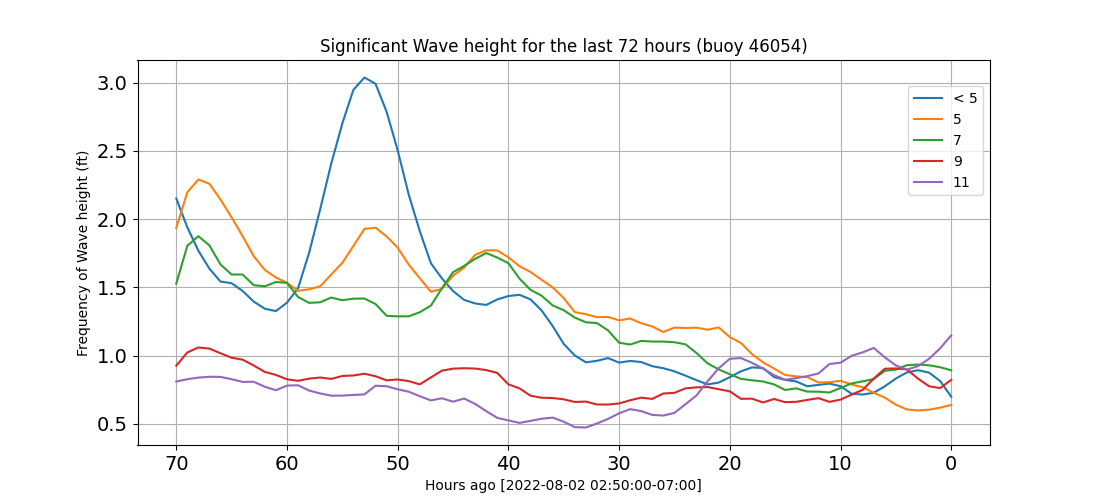 Significant Wave height for the last 72 hours (buoy 46054)
Frequency of Wave height (ft)
3.0
2.5
2.0
1.5
1.0
0.5
< 5
5
7
9
11
70 60 50 40 30 20 10 0
Hours ago [2022-08-02 02:50:00-07:00]